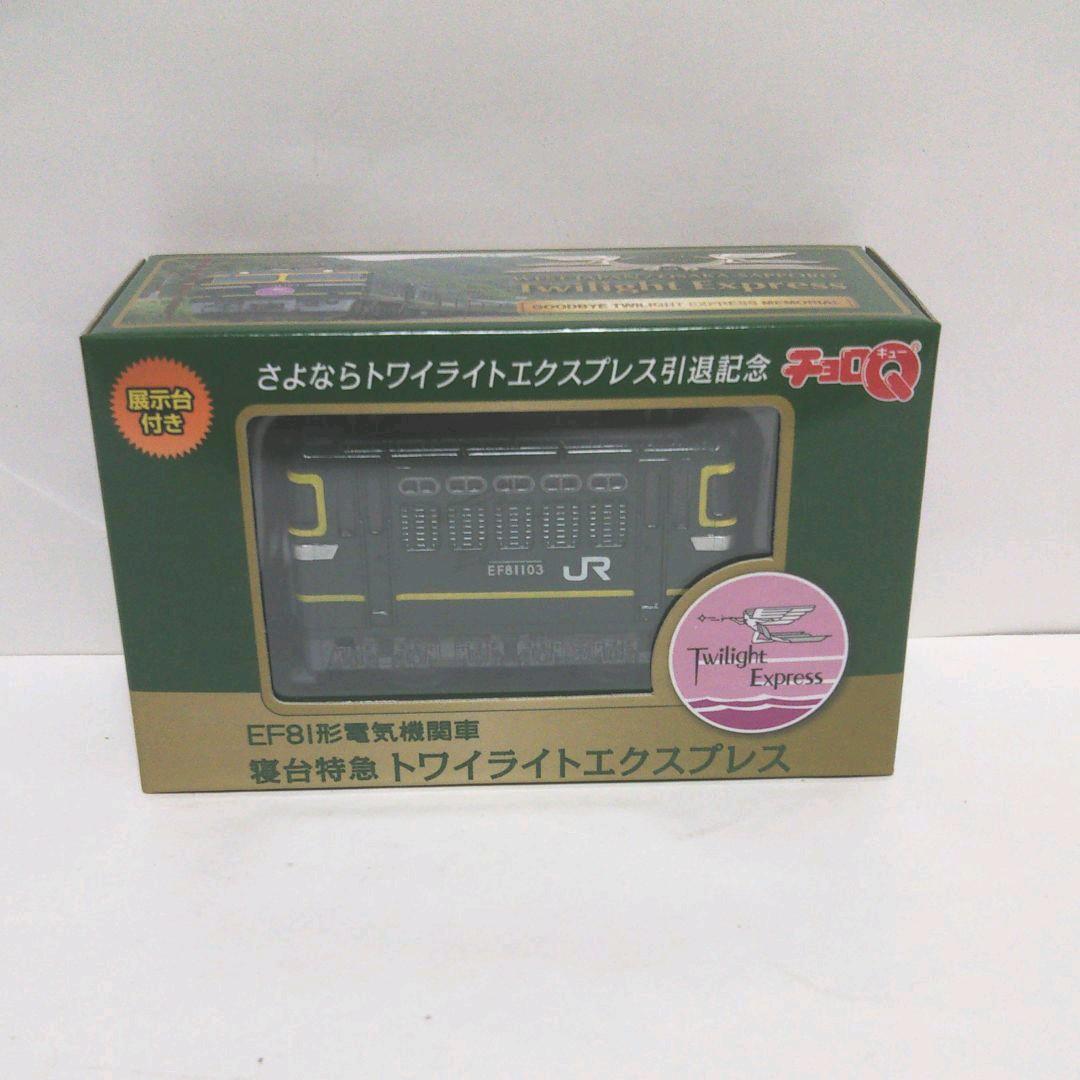 Twilight Express
GOODBYE TWILIGHT EXPRESS MEMORIAL
さよならトワイライトエクスプレス引退記念
チョロQ
キュー
®
展示台
付き
EF81103
JR
Twilight
Express
EF81形電気機関車
寝台特急 トワイライトエクスプレス